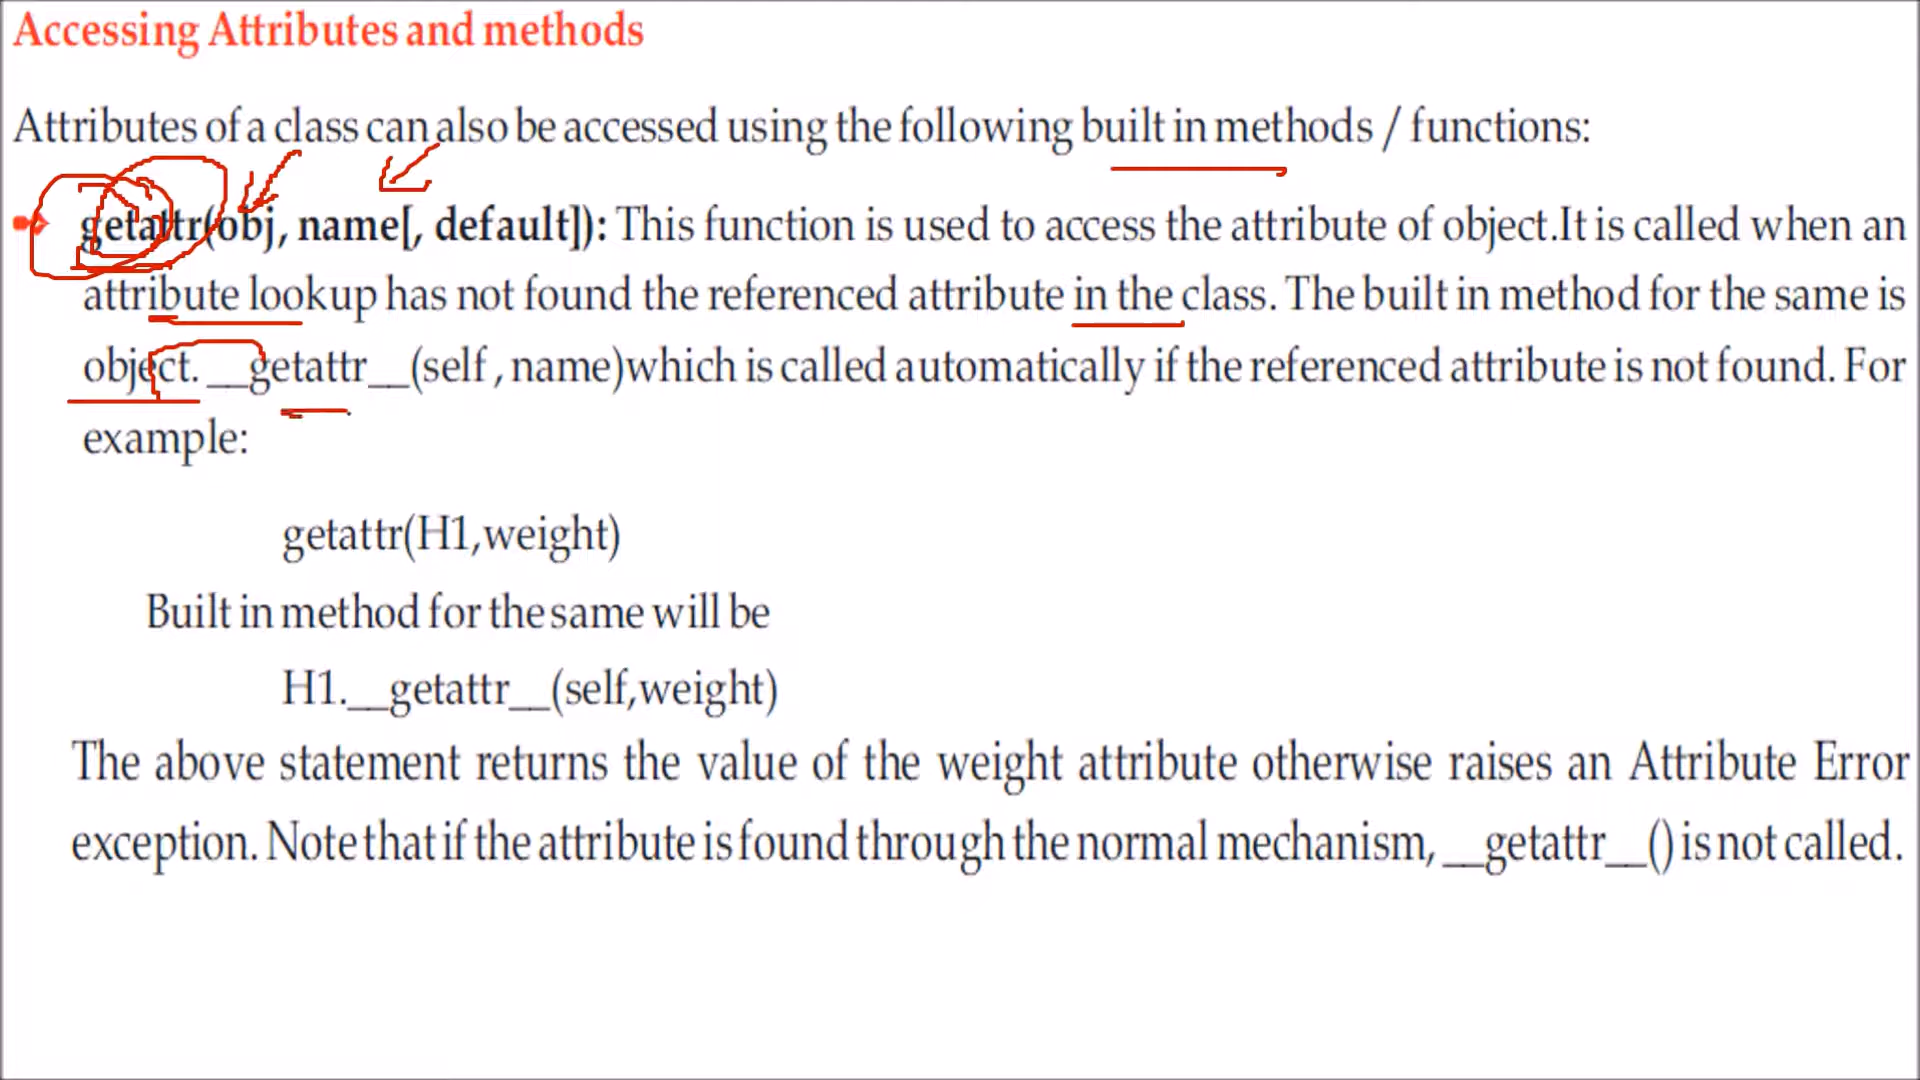 Accessing Attributes and methods
Attributes of a class can also be accessed using the following built in methods / functions:
getattr(obj, name[, default]): This function is used to access the attribute of object.It is called when an
attribute lookup has not found the referenced attribute in the class. The built in method for the same is
object. __getattr__(self , name)which is called automatically if the referenced attribute is not found. For
example:
getattr(H1,weight)
Built in method for the same will be
H1.__getattr__(self,weight)
The above statement returns the value of the weight attribute otherwise raises an Attribute Error
exception. Note that if the attribute is found through the normal mechanism, __getattr__() is not called.